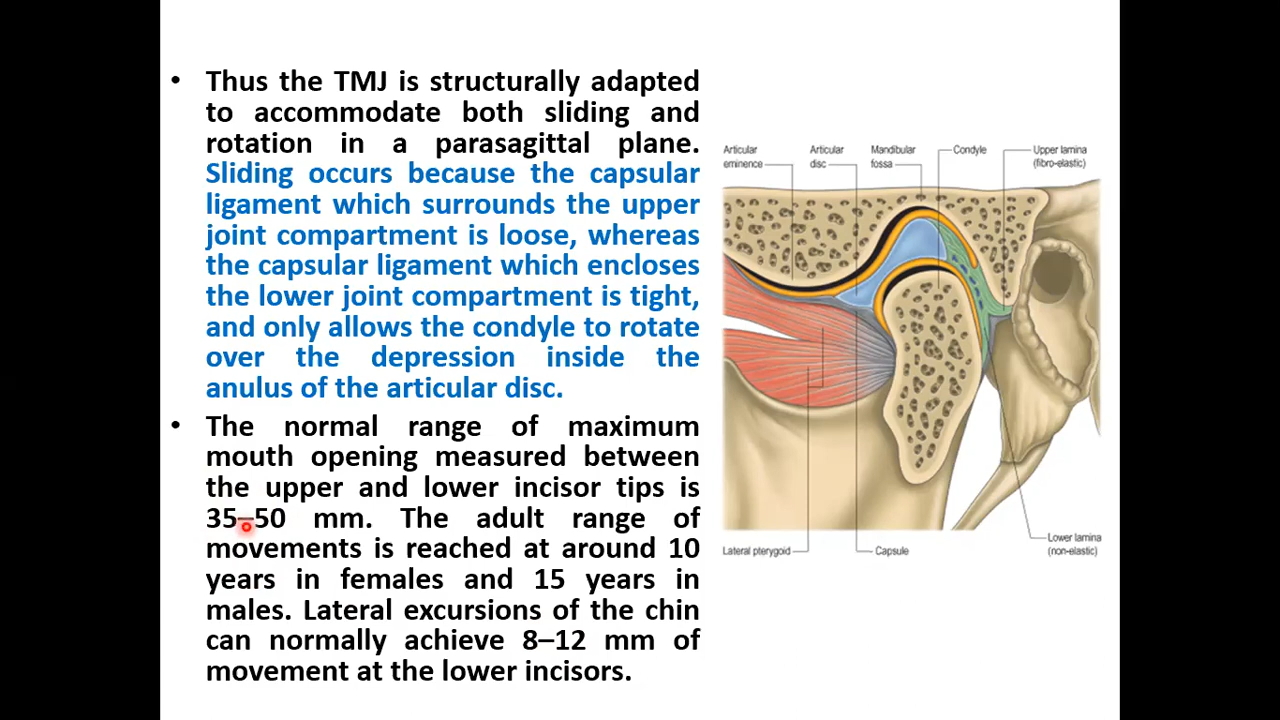 • Thus the TMJ is structurally adapted
to accommodate both sliding and
rotation in a parasagittal plane.
Sliding occurs because the capsular
ligament which surrounds the upper
joint compartment is loose, whereas
the capsular ligament which encloses
the lower joint compartment is tight,
and only allows the condyle to rotate
over the depression inside the
anulus of the articular disc.
• The normal range of maximum
mouth opening measured between
the upper and lower incisor tips is
35–50 mm. The adult range of
movements is reached at around 10
years in females and 15 years in
males. Lateral excursions of the chin
can normally achieve 8–12 mm of
movement at the lower incisors.
Articular
eminence
Articular
disc
Mandibular
fossa
Condyle
Upper lamina
(fibro-elastic)
Lateral pterygoid
Capsule
Lower lamina
(non-elastic)